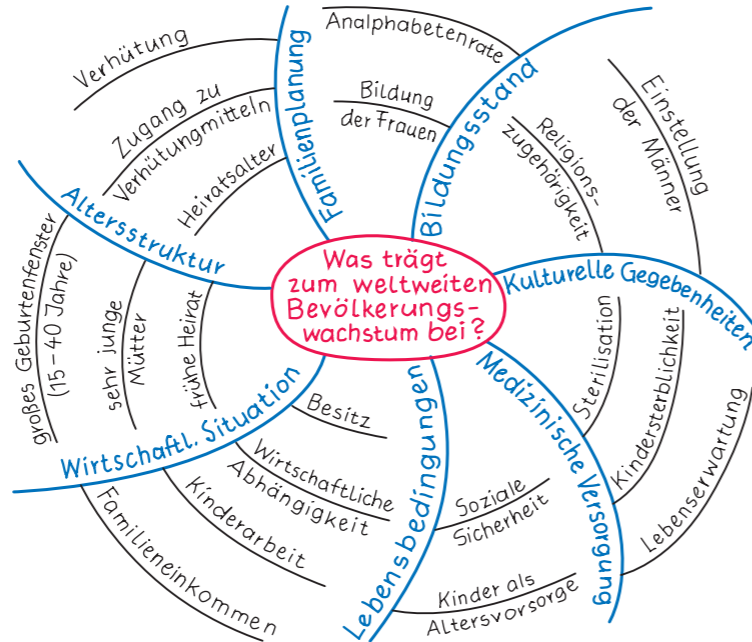 Was trägt
zum weltweiten
Bevölkerungs-
wachstum bei?
Familienplanung
Verhütung
Zugang zu
Verhütungmitteln
Heiratsalter
Bildungsstand
Analphabetenrate
Bildung
der Frauen
Kulturelle Gegebenheiten
Religions-
zugehörigkeit
Einstellung
der Männer
Medizinische Versorgung
Sterilisation
Kindersterblichkeit
Lebenserwartung
Lebensbedingungen
Soziale
Sicherheit
Kinder als
Altersvorsorge
Wirtschaftl. Situation
Besitz
Wirtschaftliche
Abhängigkeit
Kinderarbeit
Familieneinkommen
Altersstruktur
großes Geburtenfenster
(15 – 40 Jahre)
sehr junge
Mütter
frühe Heirat